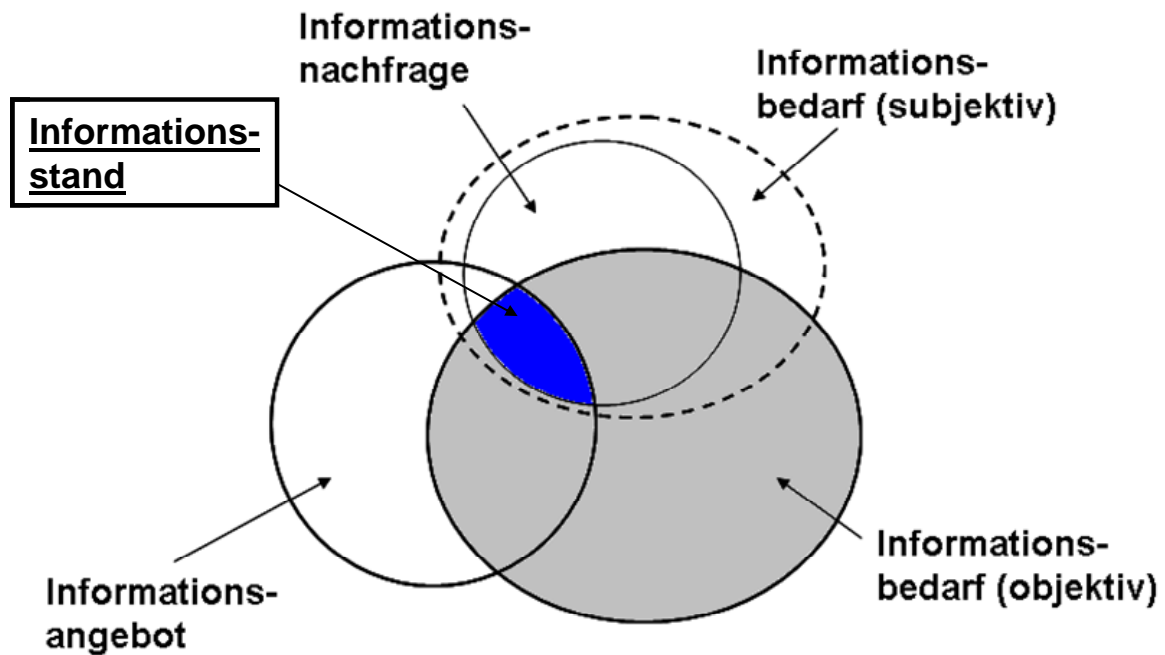 Informations-
nachfrage
Informations-
bedarf (subjektiv)
Informations-
stand
Informations-
bedarf (objektiv)
Informations-
angebot